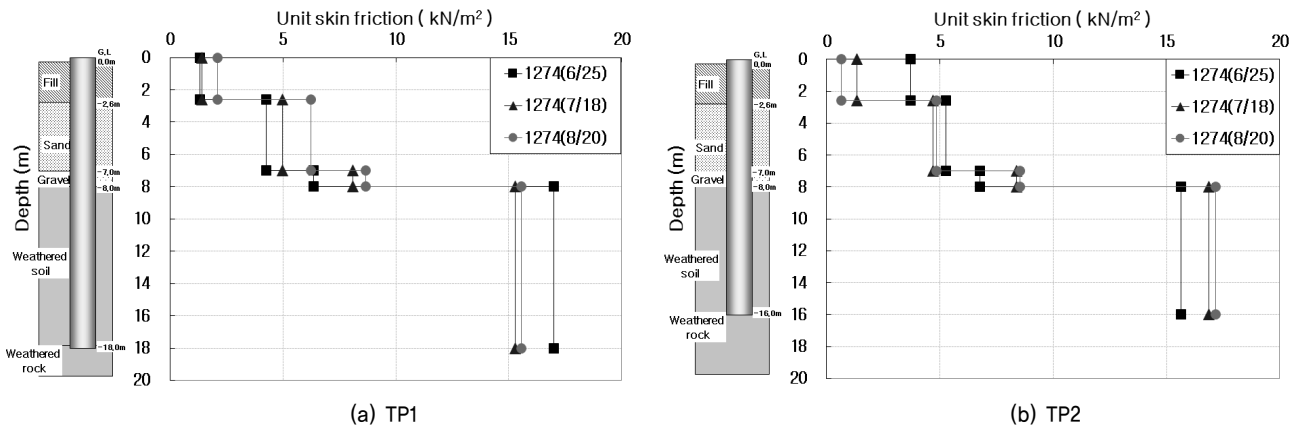 Unit skin friction ( kN/m²)
0 5 10 15 20
Depth (m)
0
2
4
6
8
10
12
14
16
18
20
G.L
0,0m
Fill
-2,6m
Sand
-7,0m
Gravel
-8,0m
Weathered
soil
-18,0m
Weathered
rock
1274(6/25)
1274(7/18)
1274(8/20)
(a) TP1
Unit skin friction ( kN/m²)
0 5 10 15 20
Depth (m)
0
2
4
6
8
10
12
14
16
18
20
G.L
0,0m
Fill
-2,6m
Sand
-7,0m
Gravel
-8,0m
Weathered
soil
-16,0m
Weathered
rock
1274(6/25)
1274(7/18)
1274(8/20)
(b) TP2